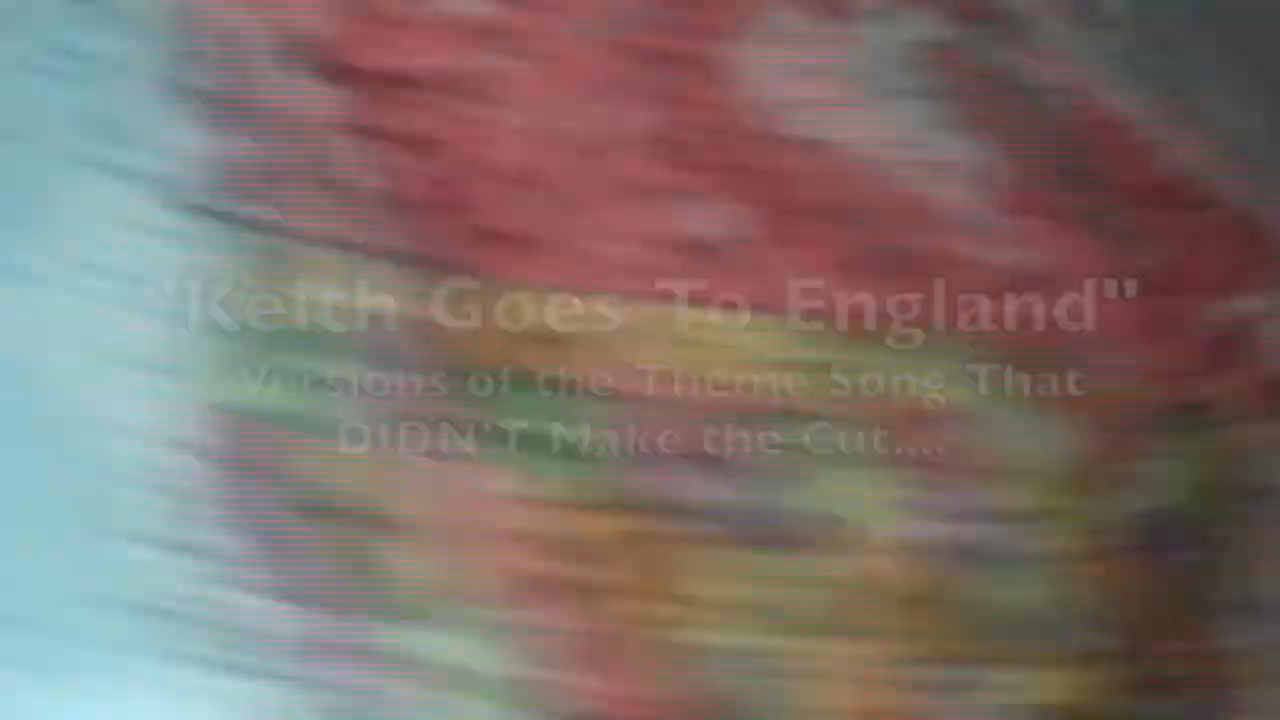 "Keith Goes To England"
Versions of the Theme Song That
DIDN'T Make the Cut....